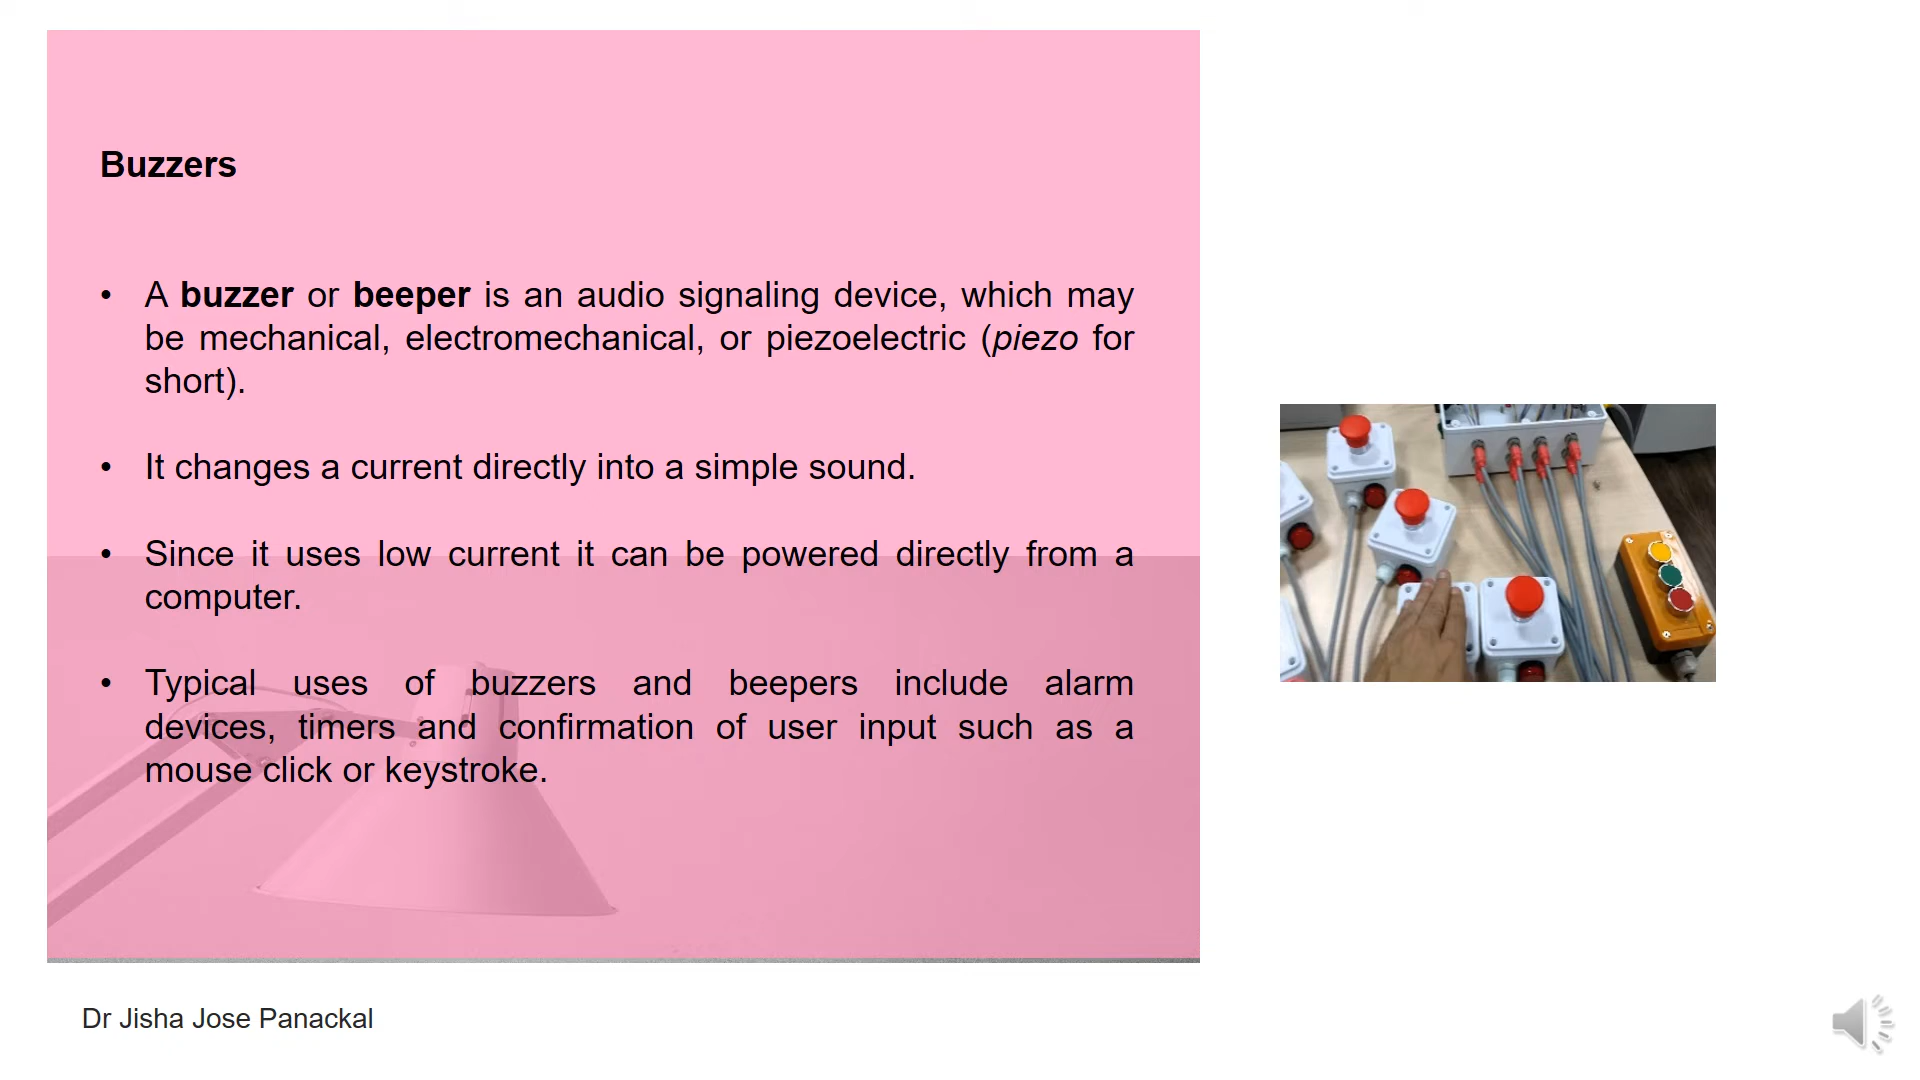 Buzzers
• A buzzer or beeper is an audio signaling device, which may
be mechanical, electromechanical, or piezoelectric (piezo for
short).
• It changes a current directly into a simple sound.
• Since it uses low current it can be powered directly from a
computer.
• Typical uses of buzzers and beepers include alarm
devices, timers and confirmation of user input such as a
mouse click or keystroke.
Dr Jisha Jose Panackal